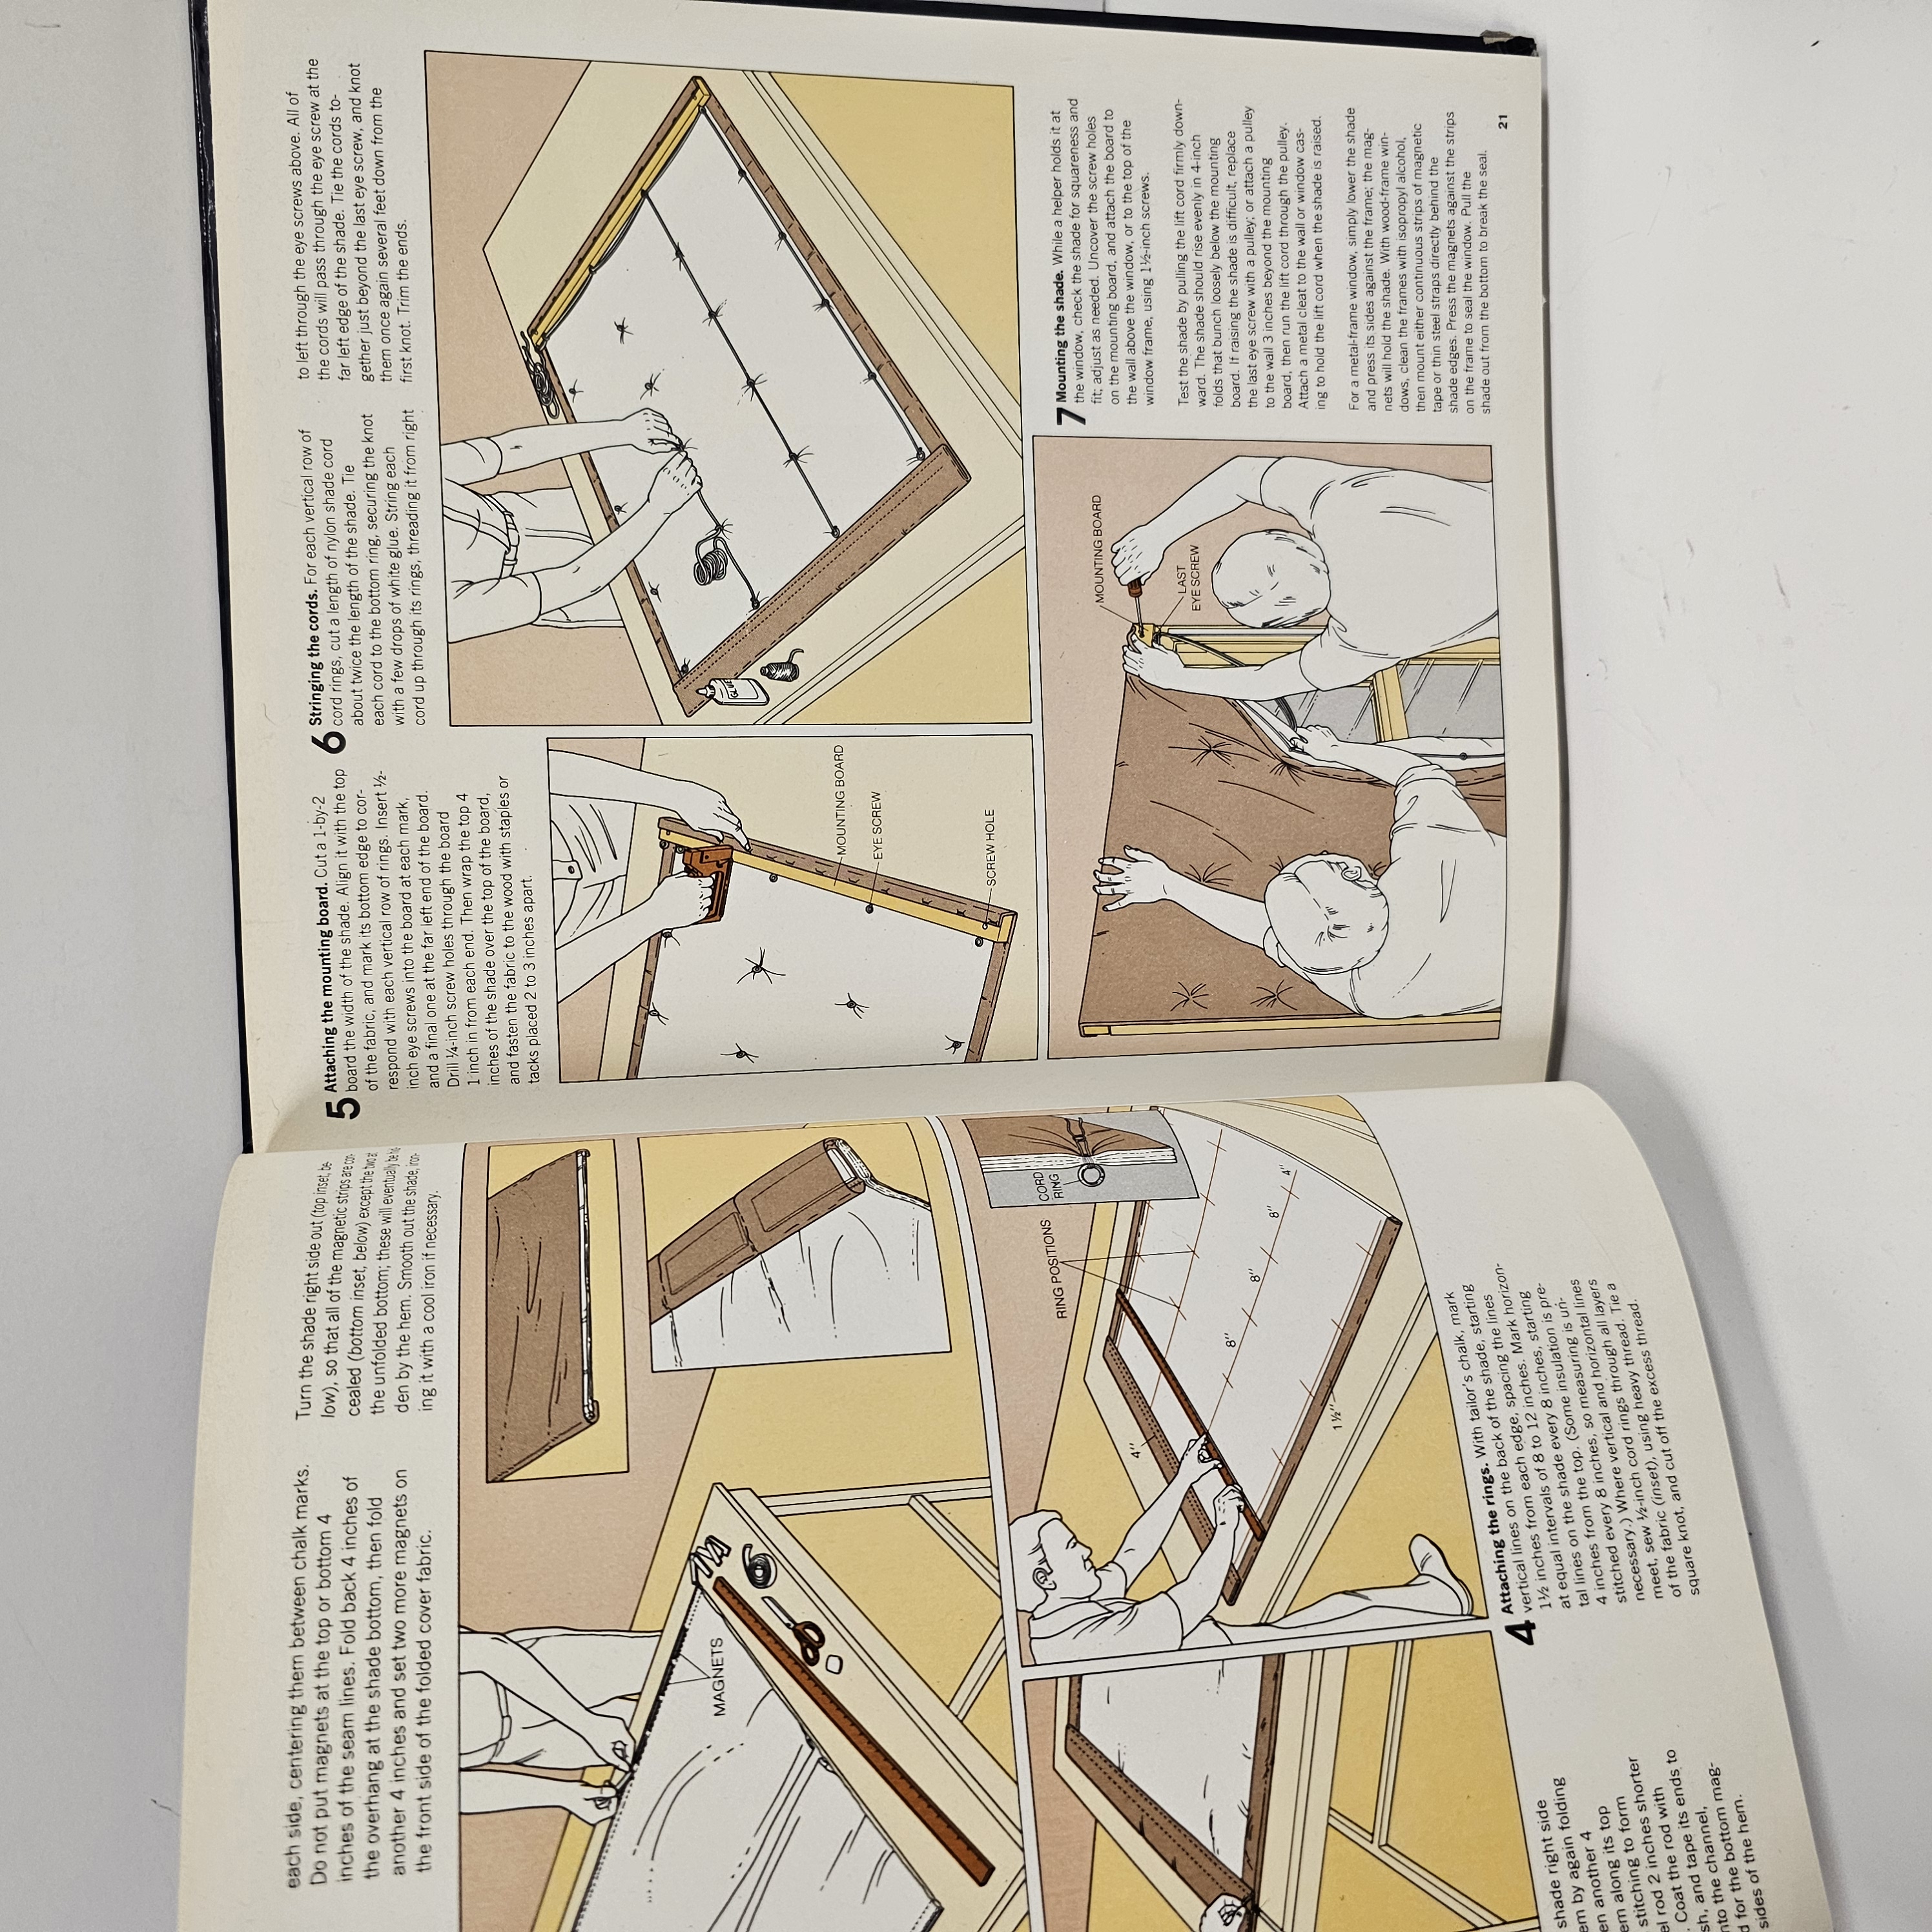 each side, centering them between chalk marks.
Do not put magnets at the top or bottom 4
inches of the seam lines. Fold back 4 inches of
the overhang at the shade bottom, then fold
another 4 inches and set two more magnets on
the front side of the folded cover fabric.
Turn the shade right side out (top inset, be-
low), so that all of the magnetic strips are con-
cealed (bottom inset, below) except the two at
the unfolded bottom; these will eventually be hid-
den by the hem. Smooth out the shade, iron-
ing it with a cool iron if necessary.
MAGNETS
RING POSITIONS
CORD
RING
4"
8"
8"
8"
4"
1½"
shade right side
em by again folding
en another 4
em along its top
stitching to form
el rod 2 inches shorter
. Coat the rod with
sh, and tape its ends to
nto the channel,
d for the bottom mag-
sides of the hem.
4 Attaching the rings. With tailor's chalk, mark
vertical lines on the back of the shade, starting
1½ inches from each edge, spacing the lines
at equal intervals of 8 to 12 inches. Mark horizon-
tal lines on the shade every 8 inches, starting
4 inches from the top. (Some insulation is pre-
stitched every 8 inches, so measuring is un-
necessary.) Where vertical and horizontal lines
meet, sew ½-inch cord rings through all layers
of the fabric (inset), using heavy thread. Tie a
square knot, and cut off the excess thread.
5 Attaching the mounting board. Cut a 1-by-2
board the width of the shade. Align it with the top
of the fabric, and mark its bottom edge to cor-
respond with each vertical row of rings. Insert ½-
inch eye screws into the board at each mark,
and a final one at the far left end of the board.
Drill ¼-inch screw holes through the board
1 inch in from each end. Then wrap the top 4
inches of the shade over the top of the board,
and fasten the fabric to the wood with staples or
tacks placed 2 to 3 inches apart.
MOUNTING BOARD
EYE SCREW
SCREW HOLE
6 Stringing the cords. For each vertical row of
cord rings, cut a length of nylon shade cord
about twice the length of the shade. Tie
each cord to the bottom ring, securing the knot
with a few drops of white glue. String each
cord up through its rings, threading it from right
to left through the eye screws above. All of
the cords will pass through the eye screw at the
far left edge of the shade. Tie the cords to-
gether just beyond the last eye screw, and knot
them once again several feet down from the
first knot. Trim the ends.
GLUE
MOUNTING BOARD
LAST
EYE SCREW
7 Mounting the shade. While a helper holds it at
the window, check the shade for squareness and
fit; adjust as needed. Uncover the screw holes
on the mounting board, and attach the board to
the wall above the window, or to the top of the
window frame, using 1½-inch screws.
Test the shade by pulling the lift cord firmly down-
ward. The shade should rise evenly in 4-inch
folds that bunch loosely below the mounting
board. If raising the shade is difficult, replace
the last eye screw with a pulley; or attach a pulley
to the wall 3 inches beyond the mounting
board, then run the lift cord through the pulley.
Attach a metal cleat to the wall or window cas-
ing to hold the lift cord when the shade is raised.
For a metal-frame window, simply lower the shade
and press its sides against the frame; the mag-
nets will hold the shade. With wood-frame win-
dows, clean the frames with isopropyl alcohol,
then mount either continuous strips of magnetic
tape or thin steel straps directly behind the
shade edges. Press the magnets against the strips
on the frame to seal the window. Pull the
shade out from the bottom to break the seal.
21